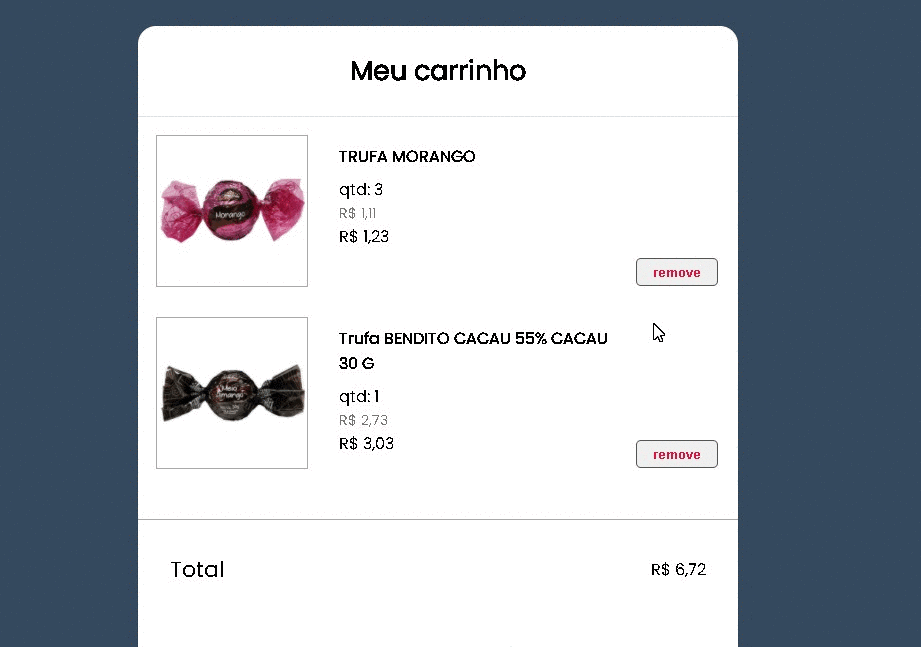 Meu carrinho
TRUFA MORANGO
qtd: 3
R$ 1,11
R$ 1,23
Morango
remove
Trufa BENDITO CACAU 55% CACAU
30 G
qtd: 1
R$ 2,73
R$ 3,03
Meio
Amargo
remove
Total
R$ 6,72